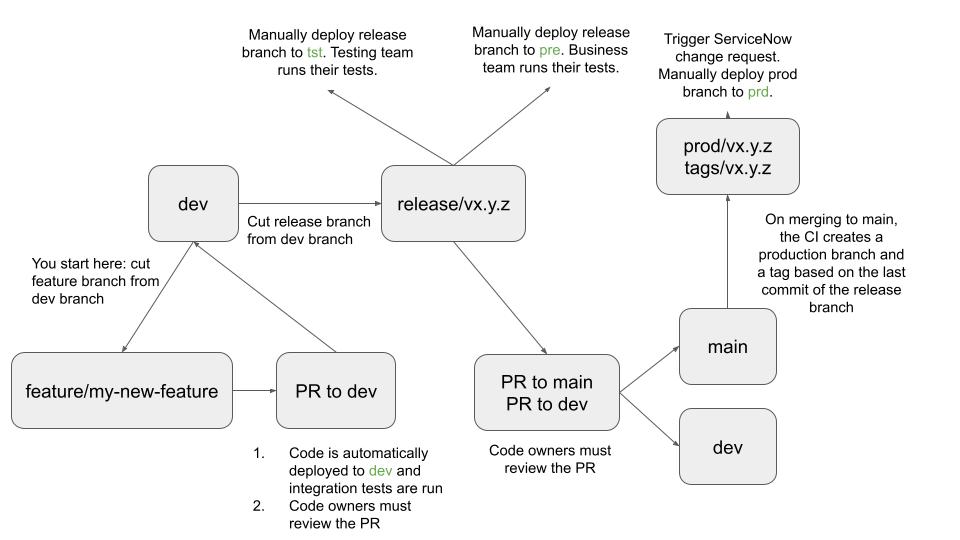 Manually deploy release
branch to tst. Testing team
runs their tests.
Manually deploy release
branch to pre. Business
team runs their tests.
Trigger ServiceNow
change request.
Manually deploy prod
branch to prd.
prod/vx.y.z
tags/vx.y.z
dev
release/vx.y.z
Cut release branch
from dev branch
On merging to main,
the CI creates a
production branch and
a tag based on the last
commit of the release
branch
You start here: cut
feature branch from
dev branch
main
feature/my-new-feature
PR to dev
PR to main
PR to dev
dev
1. Code is automatically
deployed to dev and
integration tests are run
2. Code owners must
review the PR
Code owners must
review the PR